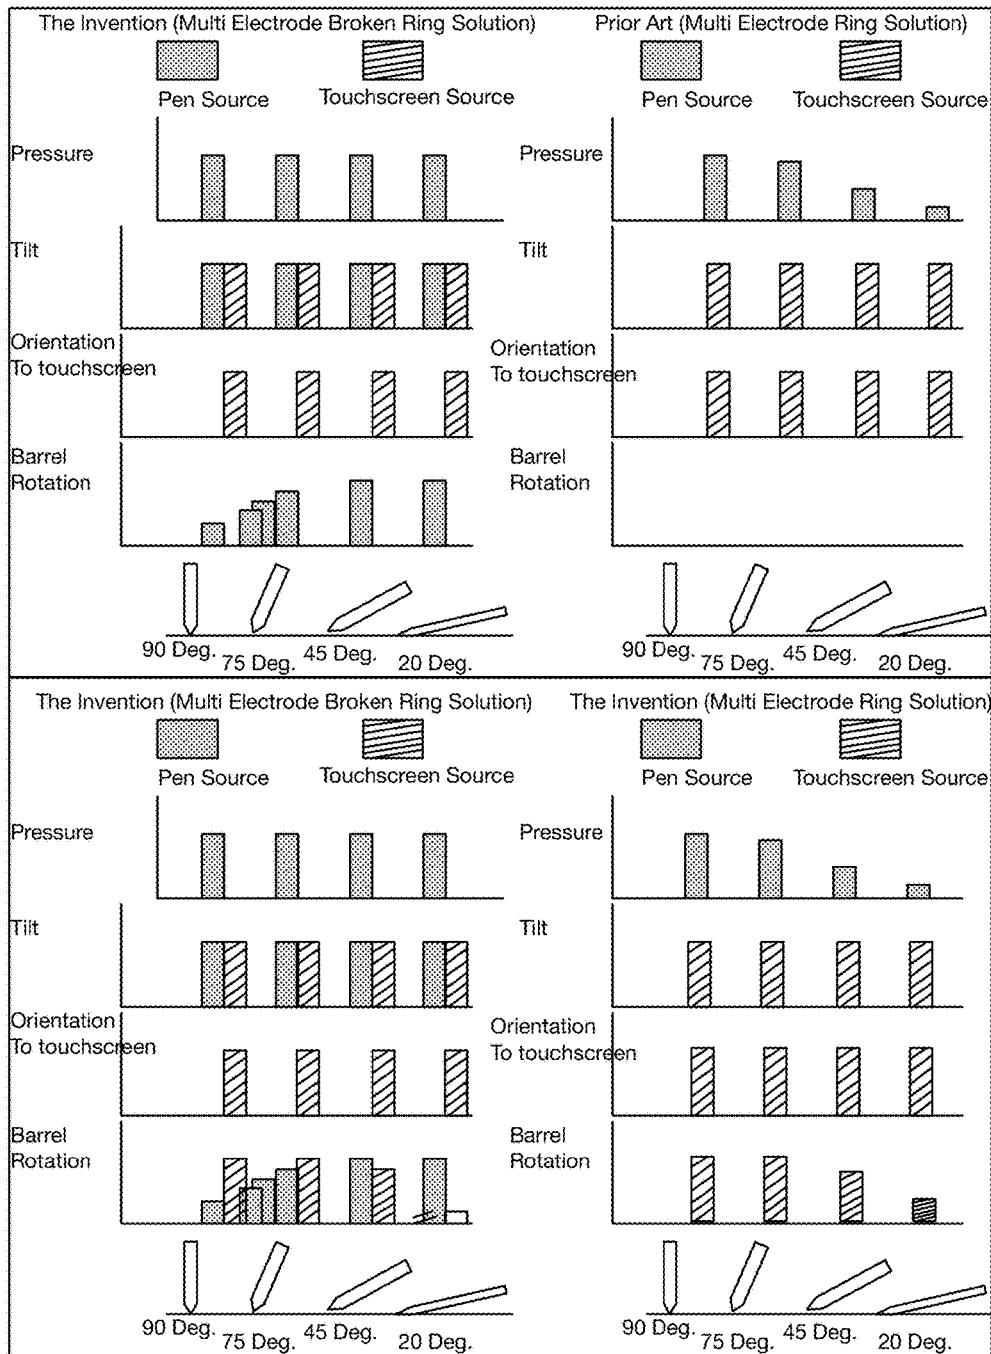 The Invention (Multi Electrode Broken Ring Solution)
Pen Source
Touchscreen Source
Pressure
Tilt
Orientation
To touchscreen
Barrel
Rotation
90 Deg.
75 Deg.
45 Deg.
20 Deg.
Prior Art (Multi Electrode Ring Solution)
Pen Source
Touchscreen Source
Pressure
Tilt
Orientation
To touchscreen
Barrel
Rotation
90 Deg.
75 Deg.
45 Deg.
20 Deg.
The Invention (Multi Electrode Broken Ring Solution)
Pen Source
Touchscreen Source
Pressure
Tilt
Orientation
To touchscreen
Barrel
Rotation
90 Deg.
75 Deg.
45 Deg.
20 Deg.
The Invention (Multi Electrode Ring Solution)
Pen Source
Touchscreen Source
Pressure
Tilt
Orientation
To touchscreen
Barrel
Rotation
90 Deg.
75 Deg.
45 Deg.
20 Deg.